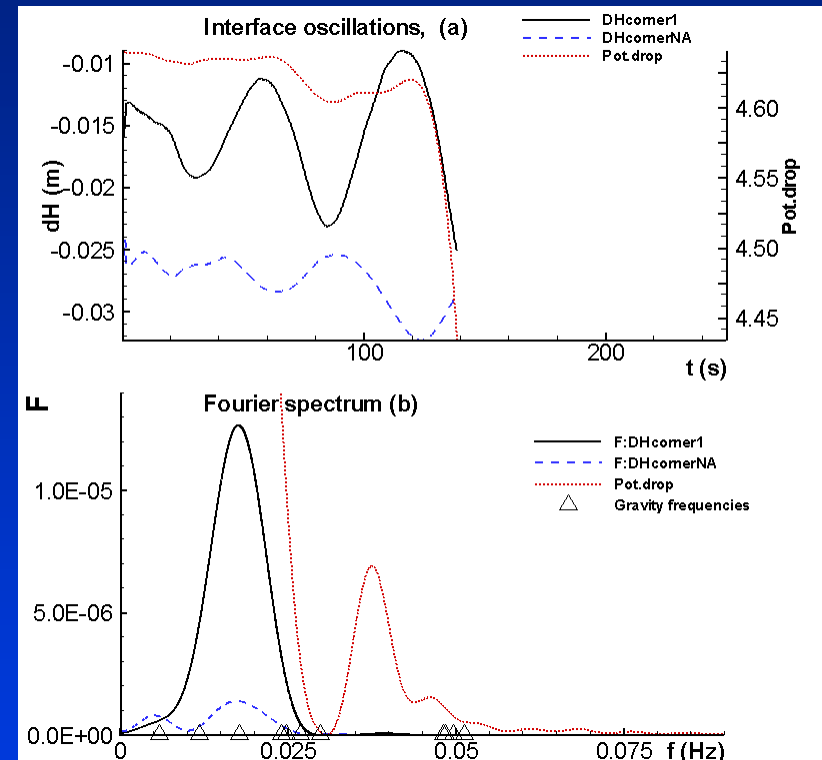 Interface oscillations, (a)
DHcorner1
DHcornerNA
Pot.drop
-0.01
-0.015
-0.02
-0.025
-0.03
dH (m)
4.60
4.55
4.50
4.45
Pot.drop
100
200
t (s)
F
Fourier spectrum (b)
F:DHcorner1
F:DHcornerNA
Pot.drop
Gravity frequencies
1.0E-05
5.0E-06
0.0E+00
0
0.025
0.05
0.075
f (Hz)